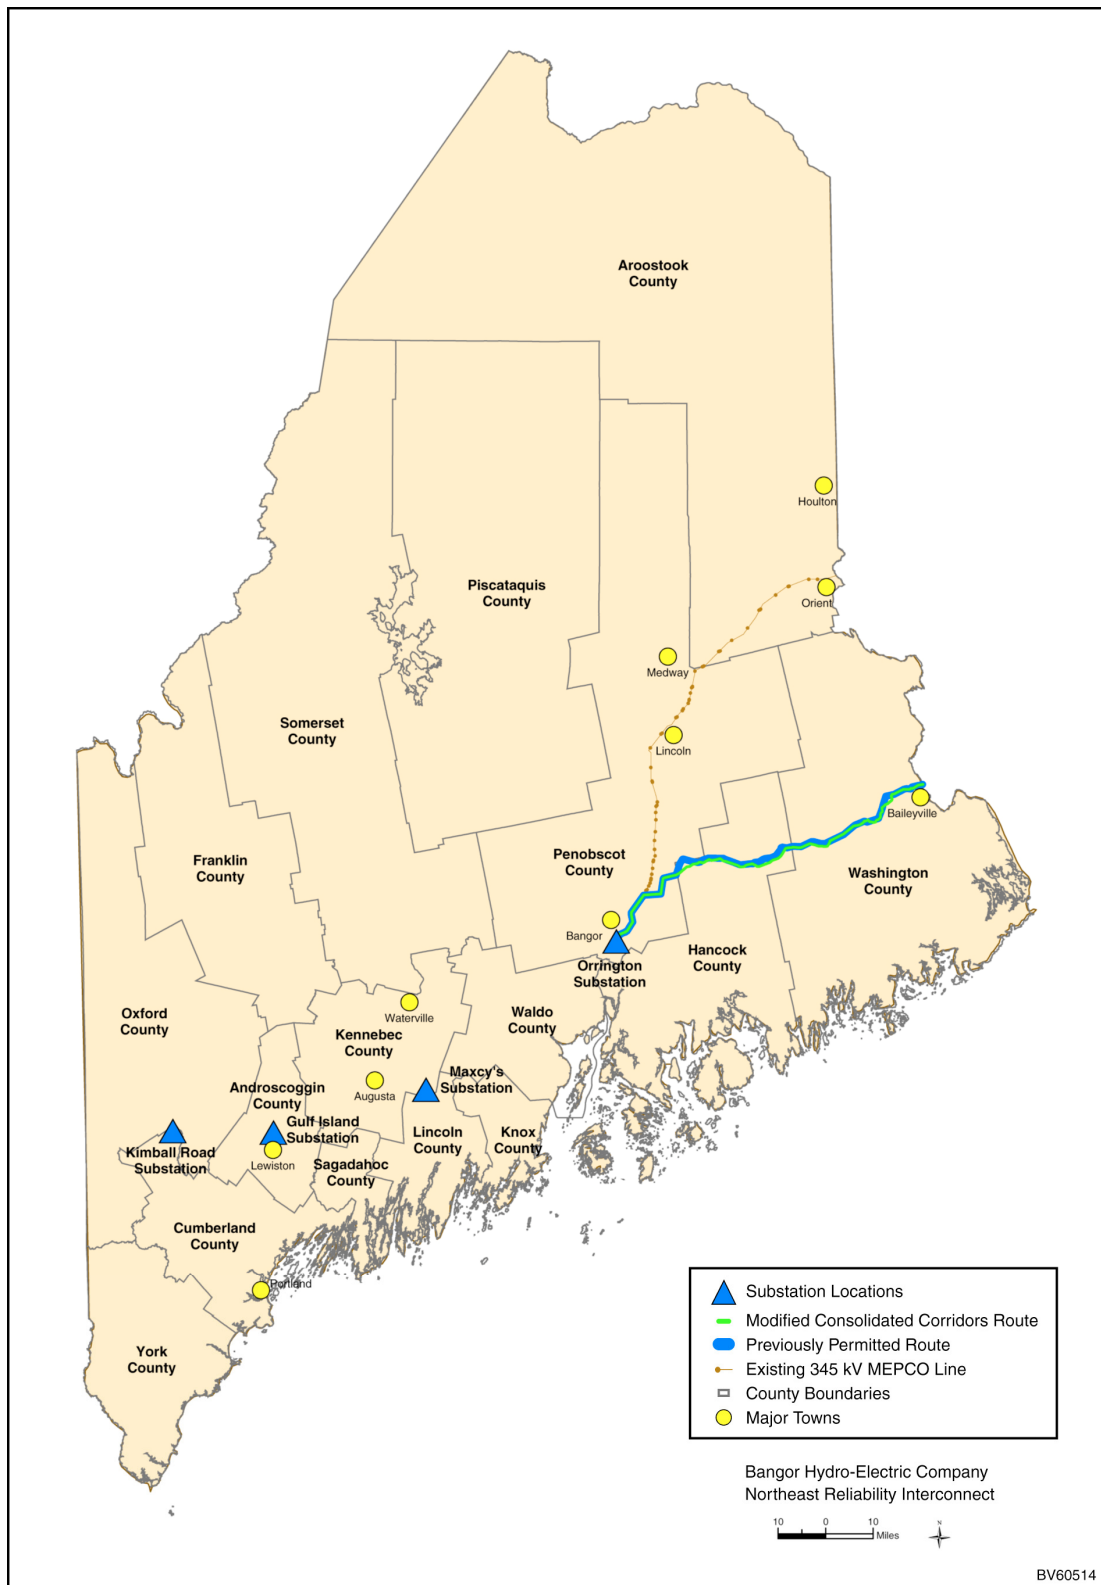 Aroostook
County
Houlton
Piscataquis
County
Orient
Medway
Somerset
County
Lincoln
Baileyville
Franklin
County
Penobscot
County
Washington
County
Bangor
Hancock
County
Orrington
Substation
Oxford
County
Waterville
Waldo
County
Kennebec
County
Maxcy's
Substation
Androscoggin
County
Augusta
Gulf Island
Substation
Lincoln
County
Knox
County
Kimball Road
Substation
Lewiston
Sagadahoc
County
Cumberland
County
Portland
York
County
Substation Locations
Modified Consolidated Corridors Route
Previously Permitted Route
Existing 345 kV MEPCO Line
County Boundaries
Major Towns
Bangor Hydro-Electric Company
Northeast Reliability Interconnect
10 0 10
Miles
N
BV60514